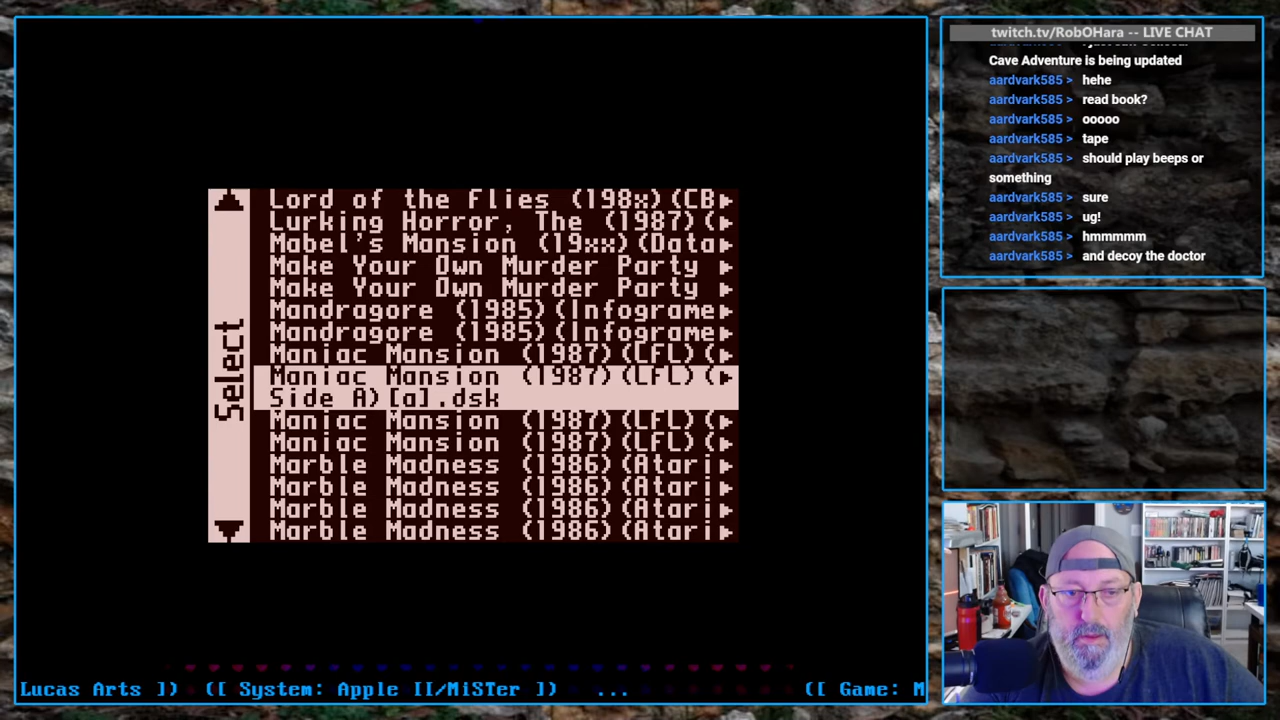 Select
Lord of the Flies (198x)(CB
Lurking Horror, The (1987)(
Mabel's Mansion (19xx)(Data
Make Your Own Murder Party
Make Your Own Murder Party
Mandragore (1985)(Infograme
Mandragore (1985)(Infograme
Maniac Mansion (1987)(LFL)(
Maniac Mansion (1987)(LFL)(
Side A)[a].dsk
Maniac Mansion (1987)(LFL)(
Maniac Mansion (1987)(LFL)(
Marble Madness (1986)(Atari
Marble Madness (1986)(Atari
Marble Madness (1986)(Atari
Marble Madness (1986)(Atari
Lucas Arts ]) ([ System: Apple II/MiSTer ]) ... ([ Game: M
twitch.tv/RobOHara -- LIVE CHAT
Cave Adventure is being updated
aardvark585 > hehe
aardvark585 > read book?
aardvark585 > ooooo
aardvark585 > tape
aardvark585 > should play beeps or
something
aardvark585 > sure
aardvark585 > ug!
aardvark585 > hmmmmm
aardvark585 > and decoy the doctor